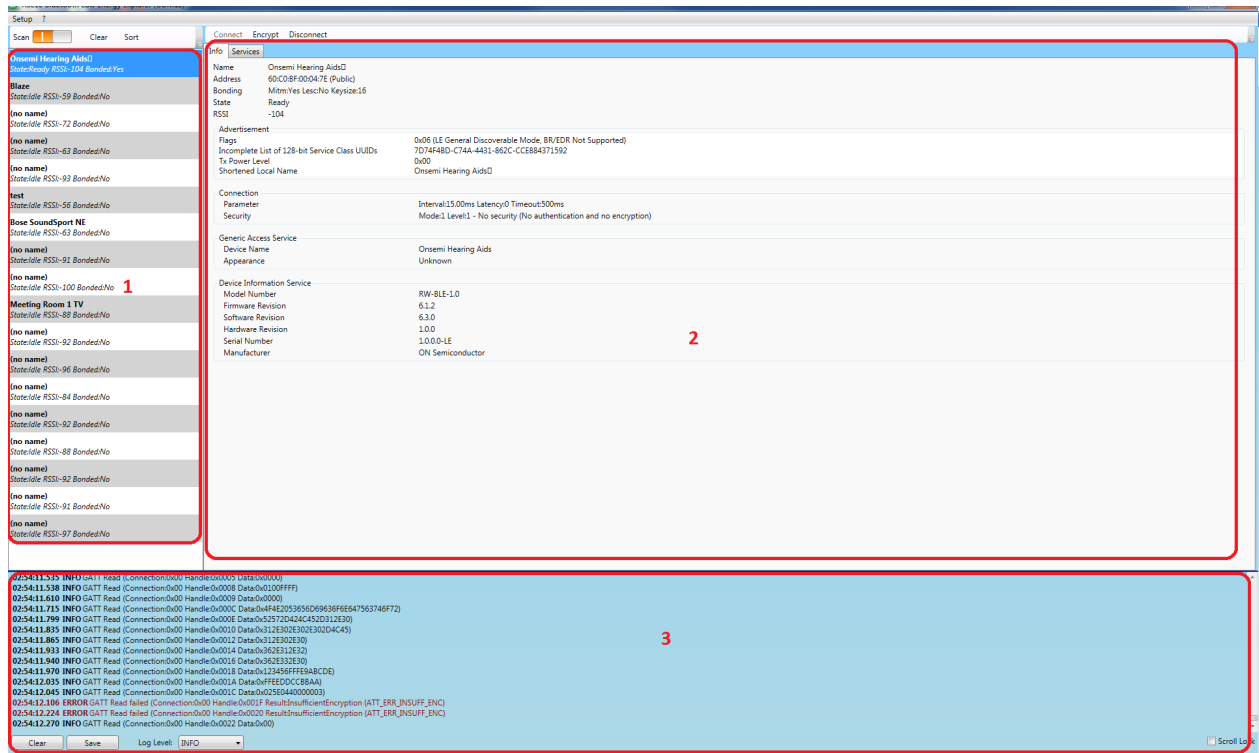 Setup ?
Scan Clear Sort
Connect Encrypt Disconnect
Onsemi Hearing Aids▯
State:Ready RSSI:-104 Bonded:Yes
Blaze
State:Idle RSSI:-59 Bonded:No
(no name)
State:Idle RSSI:-72 Bonded:No
(no name)
State:Idle RSSI:-63 Bonded:No
(no name)
State:Idle RSSI:-93 Bonded:No
test
State:Idle RSSI:-56 Bonded:No
Bose SoundSport NE
State:Idle RSSI:-63 Bonded:No
(no name)
State:Idle RSSI:-91 Bonded:No
(no name)
State:Idle RSSI:-100 Bonded:No
1
Meeting Room 1 TV
State:Idle RSSI:-88 Bonded:No
(no name)
State:Idle RSSI:-92 Bonded:No
(no name)
State:Idle RSSI:-96 Bonded:No
(no name)
State:Idle RSSI:-84 Bonded:No
(no name)
State:Idle RSSI:-92 Bonded:No
(no name)
State:Idle RSSI:-88 Bonded:No
(no name)
State:Idle RSSI:-92 Bonded:No
(no name)
State:Idle RSSI:-91 Bonded:No
(no name)
State:Idle RSSI:-97 Bonded:No
Info Services
Name Onsemi Hearing Aids▯
Address 60:C0:BF:00:04:7E (Public)
Bonding Mitm:Yes Lesc:No Keysize:16
State Ready
RSSI -104
Advertisement
Flags 0x06 (LE General Discoverable Mode, BR/EDR Not Supported)
Incomplete List of 128-bit Service Class UUIDs 7D74F4BD-C74A-4431-862C-CCE884371592
Tx Power Level 0x00
Shortened Local Name Onsemi Hearing Aids▯
Connection
Parameter Interval:15.00ms Latency:0 Timeout:500ms
Security Mode:1 Level:1 - No security (No authentication and no encryption)
Generic Access Service
Device Name Onsemi Hearing Aids
Appearance Unknown
Device Information Service
Model Number RW-BLE-1.0
Firmware Revision 6.1.2
Software Revision 6.3.0
Hardware Revision 1.0.0
Serial Number 1.0.0.0-LE
Manufacturer ON Semiconductor
2
02:54:11.535 INFO GATT Read (Connection:0x00 Handle:0x0005 Data:0x0000)
02:54:11.538 INFO GATT Read (Connection:0x00 Handle:0x0008 Data:0x0100FFFF)
02:54:11.610 INFO GATT Read (Connection:0x00 Handle:0x0009 Data:0x0000)
02:54:11.715 INFO GATT Read (Connection:0x00 Handle:0x000C Data:0x4F4E2053656D69636F6E647563746F72)
02:54:11.799 INFO GATT Read (Connection:0x00 Handle:0x000E Data:0x52572D424C452D312E30)
02:54:11.835 INFO GATT Read (Connection:0x00 Handle:0x0010 Data:0x312E302E302E302D4C45)
02:54:11.865 INFO GATT Read (Connection:0x00 Handle:0x0012 Data:0x312E302E30)
02:54:11.933 INFO GATT Read (Connection:0x00 Handle:0x0014 Data:0x362E312E32)
02:54:11.940 INFO GATT Read (Connection:0x00 Handle:0x0016 Data:0x362E332E30)
02:54:11.970 INFO GATT Read (Connection:0x00 Handle:0x0018 Data:0x123456FFFE9ABCDE)
02:54:12.035 INFO GATT Read (Connection:0x00 Handle:0x001A Data:0xFFEEDDCCBBAA)
02:54:12.045 INFO GATT Read (Connection:0x00 Handle:0x001C Data:0x025E0440000003)
02:54:12.106 ERROR GATT Read failed (Connection:0x00 Handle:0x001F Result:InsufficientEncryption (ATT_ERR_INSUFF_ENC)
02:54:12.224 ERROR GATT Read failed (Connection:0x00 Handle:0x0020 Result:InsufficientEncryption (ATT_ERR_INSUFF_ENC)
02:54:12.270 INFO GATT Read (Connection:0x00 Handle:0x0022 Data:0x00)
3
Clear Save Log Level: INFO Scroll Lock